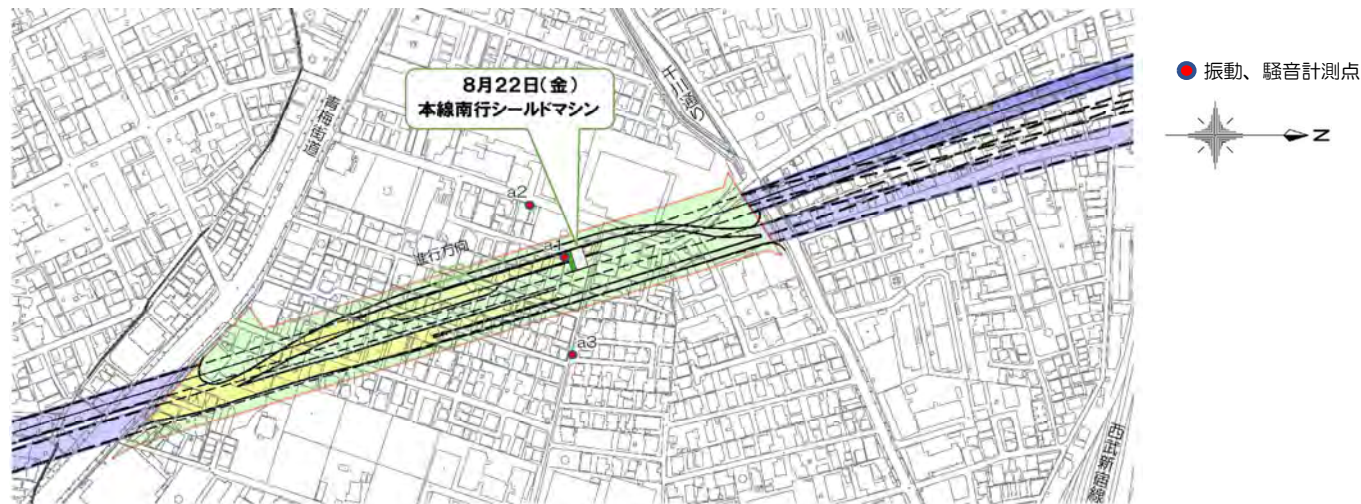 8月22日(金)
本線南行シールドマシン
青梅街道
千川通り
a2
進行方向
a1
a3
西武新宿線
振動、騒音計測点
N